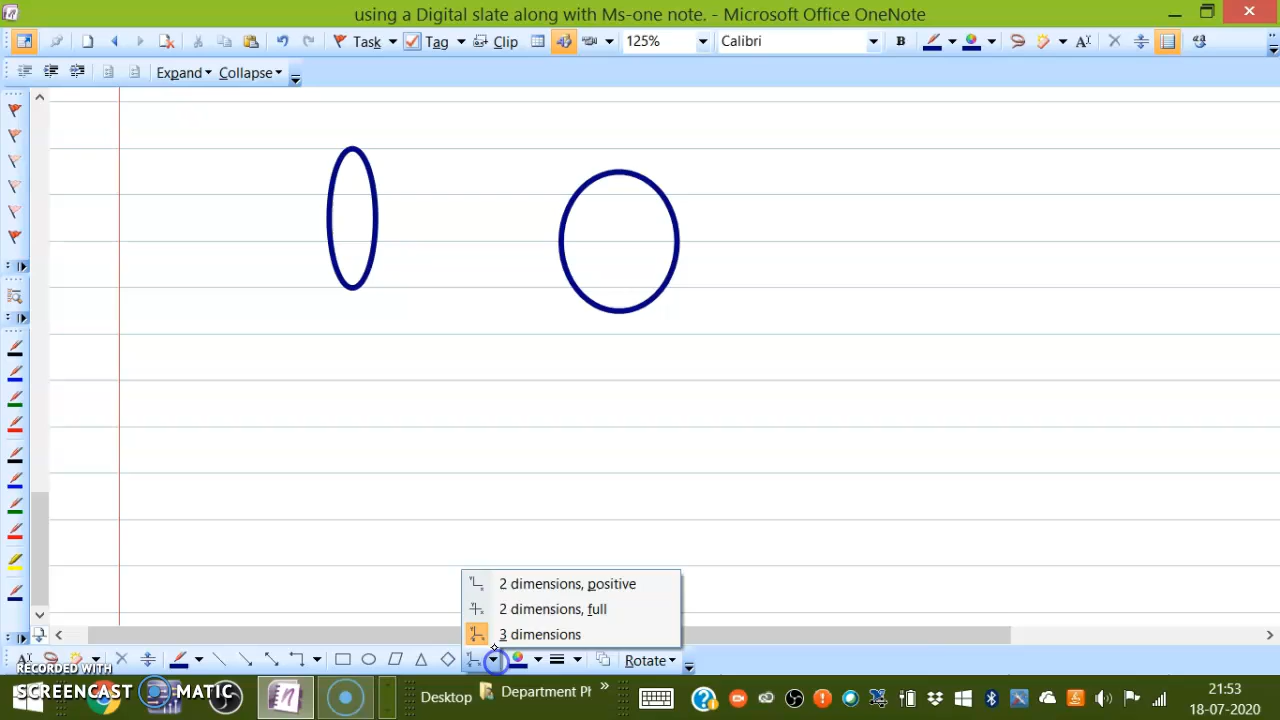 using a Digital slate along with Ms-one note. - Microsoft Office OneNote
Task Tag Clip 125% Calibri B
Expand Collapse
2 dimensions, positive
2 dimensions, full
3 dimensions
Rotate
RECORDED WITH
SCREENCAST MATIC
Desktop Department Ph
21:53
18-07-2020